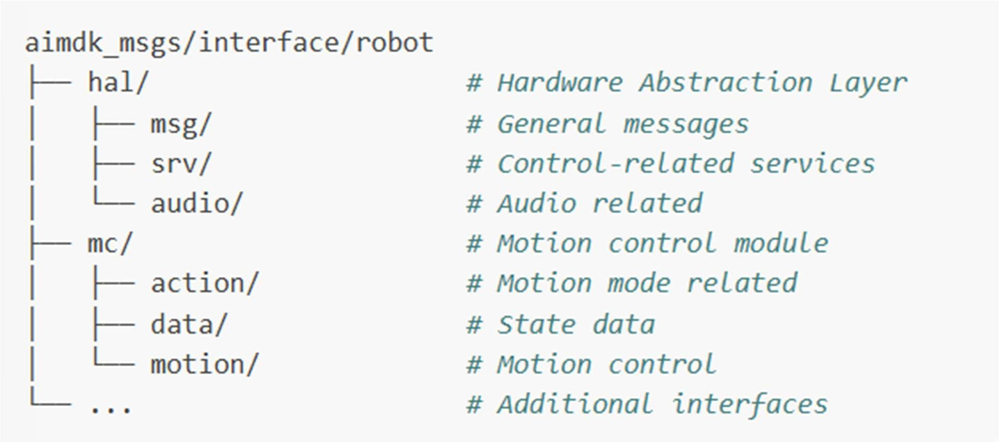 aimdk_msgs/interface/robot
├── hal/                    # Hardware Abstraction Layer
│   ├── msg/                # General messages
│   ├── srv/                # Control-related services
│   └── audio/              # Audio related
├── mc/                     # Motion control module
│   ├── action/             # Motion mode related
│   ├── data/               # State data
│   └── motion/             # Motion control
└── ...                     # Additional interfaces